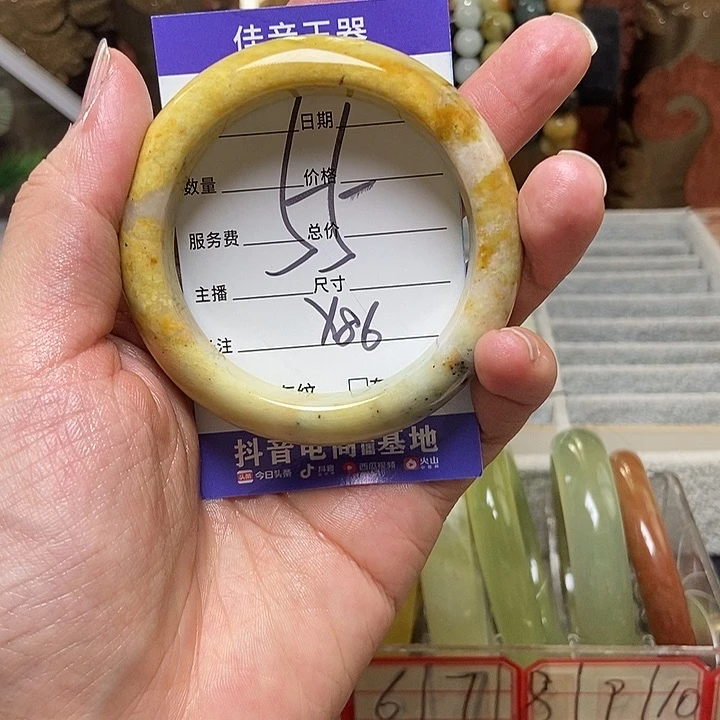 佳音玉器
日期
数量
价格
服务费
总价
主播
尺寸
注
抖音电商
基地
头条 今日头条 抖音 西瓜视频 火山
6 7 8 9 10